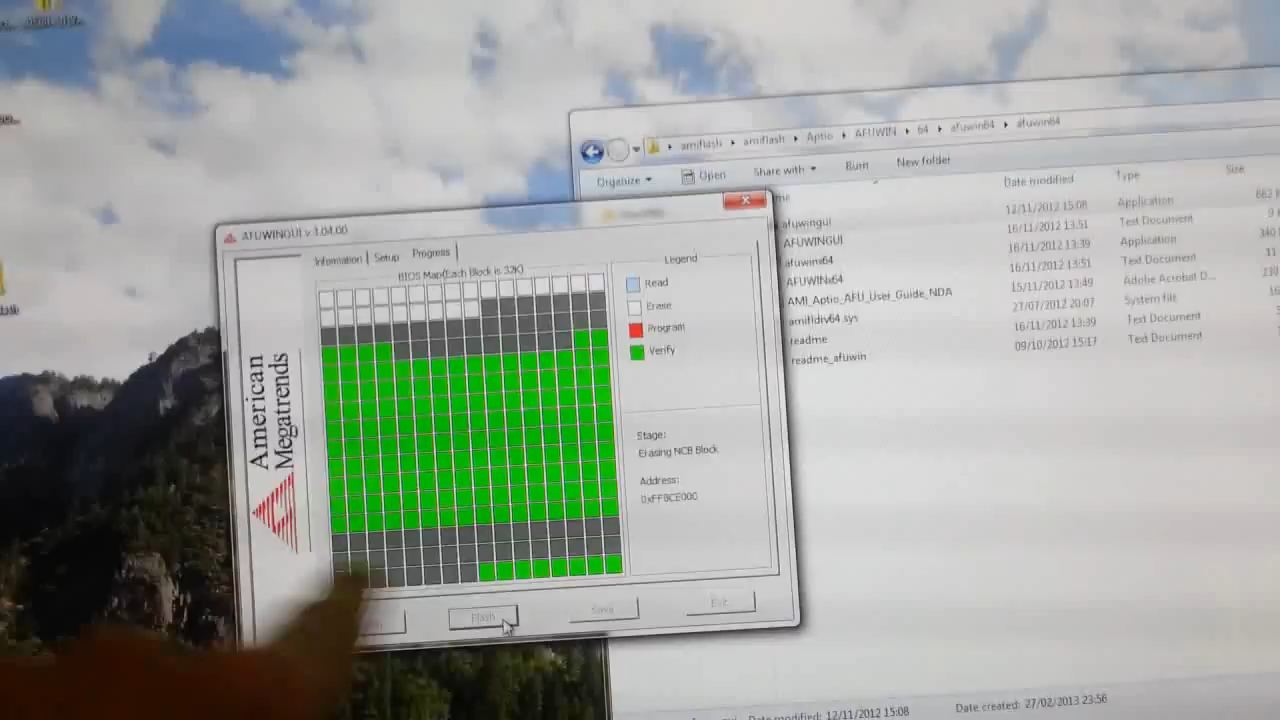 amiflash ▸ amiflash ▸ Aptio ▸ AFUWIN ▸ 64 ▸ afuwin64 ▸ afuwin64
Organize Open Share with Burn New folder
Date modified Type Size
afuwingui 12/11/2012 15:08 Application
AFUWINGUI 16/11/2012 13:51 Text Document
afuwinx64 16/11/2012 13:39 Application
AFUWINx64 16/11/2012 13:51 Text Document
AMI_Aptio_AFU_User_Guide_NDA 15/11/2012 13:49 Adobe Acrobat D...
amifldrv64.sys 27/07/2012 20:07 System file
readme 16/11/2012 13:39 Text Document
readme_afuwin 09/10/2012 15:17 Text Document
AFUWINGUI v 3.04.00
Information Setup Progress
BIOS Map(Each Block is 32K)
Legend
Read
Erase
Program
Verify
Stage:
Erasing NCB Block
Address:
American
Megatrends
Flash Save Exit
Date modified: 12/11/2012 15:08 Date created: 27/02/2013 23:56